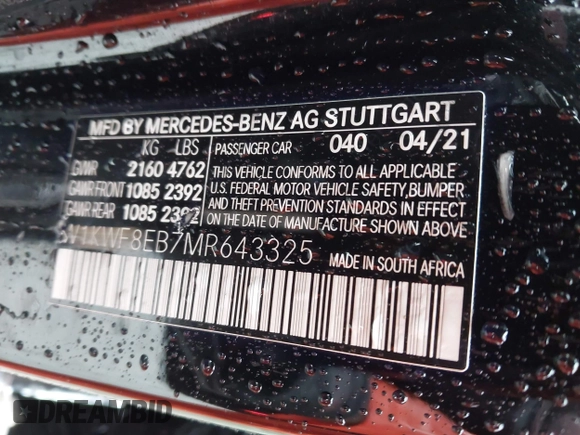 MFD BY MERCEDES-BENZ AG STUTTGART
KG LBS PASSENGER CAR 040 04/21
GVWR 2160 4762
GAWR FRONT 1085 2392
GAWR REAR 1085 2392
THIS VEHICLE CONFORMS TO ALL APPLICABLE
U.S. FEDERAL MOTOR VEHICLE SAFETY, BUMPER
AND THEFT PREVENTION STANDARDS IN EFFECT
ON THE DATE OF MANUFACTURE SHOWN ABOVE.
W1KWF8EB7MR643325
MADE IN SOUTH AFRICA
DREAMBID